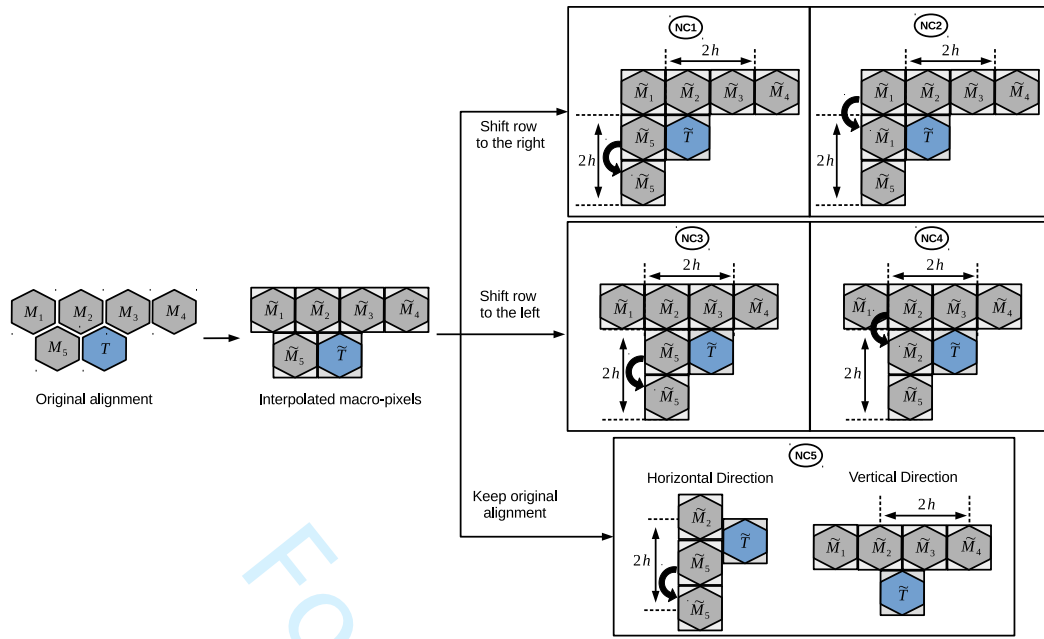 NC1
2h
M̃₁ M̃₂ M̃₃ M̃₄
M̃₅ T̃
2h
M̃₅
NC2
2h
M̃₁ M̃₂ M̃₃ M̃₄
M̃₁ T̃
2h
M̃₅
Shift row
to the right
NC3
2h
M̃₁ M̃₂ M̃₃ M̃₄
M̃₅ T̃
2h
M̃₅
NC4
2h
M̃₁ M̃₂ M̃₃ M̃₄
M̃₂ T̃
2h
M̃₅
Shift row
to the left
M₁ M₂ M₃ M₄
M₅ T
Original alignment
M̃₁ M̃₂ M̃₃ M̃₄
M̃₅ T̃
Interpolated macro-pixels
Keep original
alignment
NC5
Horizontal Direction
M̃₂
T̃
2h
M̃₅
M̃₅
Vertical Direction
2h
M̃₁ M̃₂ M̃₃ M̃₄
T̃
FO